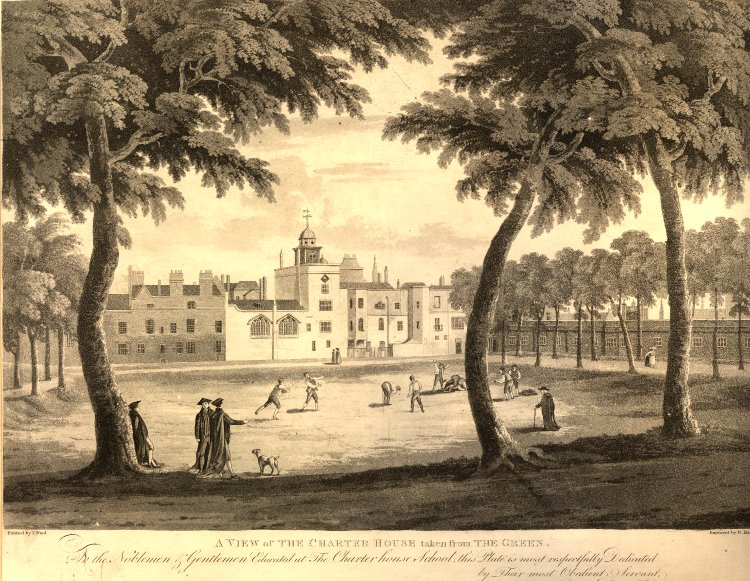 Painted by T. Hood.
Engraved by
A VIEW of THE CHARTER HOUSE taken from THE GREEN.
To the Noblemen & Gentlemen Educated at The Charter house School, this Plate is most respectfully Dedicated
by Their most Obedient Servant,